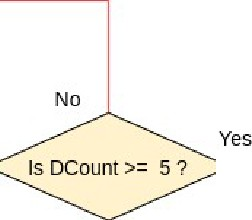 No
Yes
Is DCount >= 5 ?